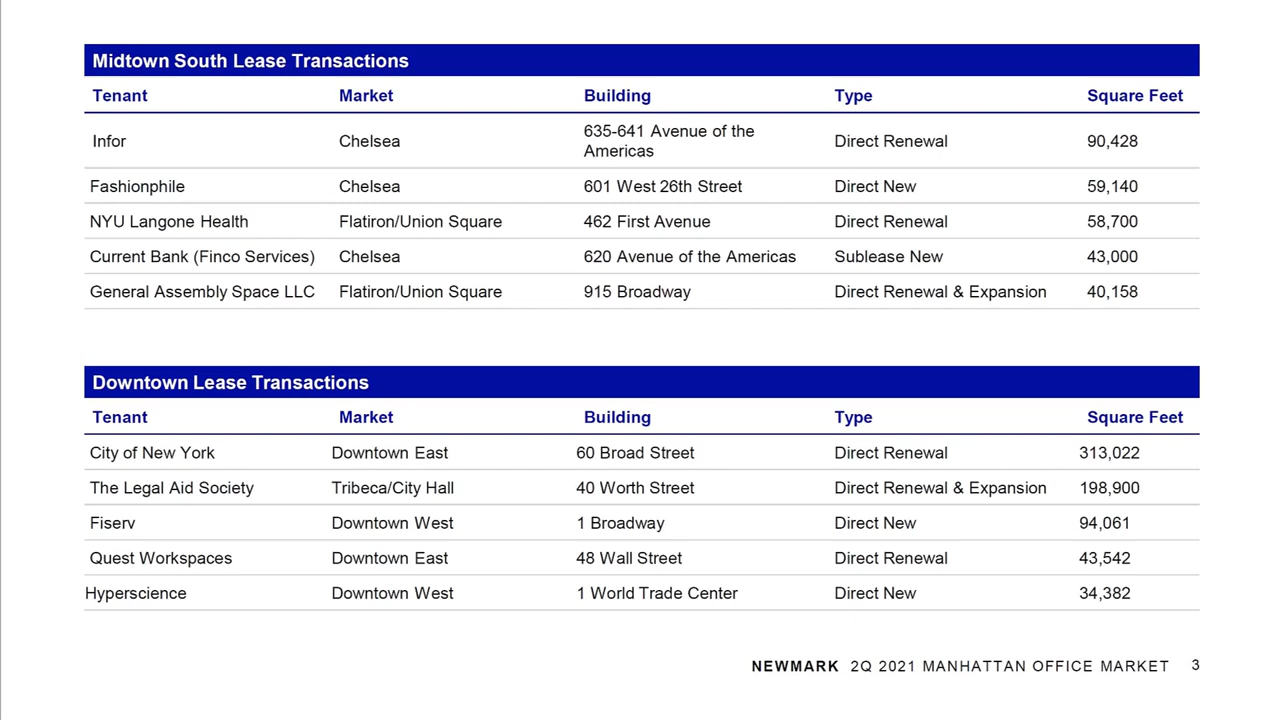 Midtown South Lease Transactions
Tenant Market Building Type Square Feet
Infor Chelsea 635-641 Avenue of the Americas Direct Renewal 90,428
Fashionphile Chelsea 601 West 26th Street Direct New 59,140
NYU Langone Health Flatiron/Union Square 462 First Avenue Direct Renewal 58,700
Current Bank (Finco Services) Chelsea 620 Avenue of the Americas Sublease New 43,000
General Assembly Space LLC Flatiron/Union Square 915 Broadway Direct Renewal & Expansion 40,158
Downtown Lease Transactions
Tenant Market Building Type Square Feet
City of New York Downtown East 60 Broad Street Direct Renewal 313,022
The Legal Aid Society Tribeca/City Hall 40 Worth Street Direct Renewal & Expansion 198,900
Fiserv Downtown West 1 Broadway Direct New 94,061
Quest Workspaces Downtown East 48 Wall Street Direct Renewal 43,542
Hyperscience Downtown West 1 World Trade Center Direct New 34,382
NEWMARK 2Q 2021 MANHATTAN OFFICE MARKET 3